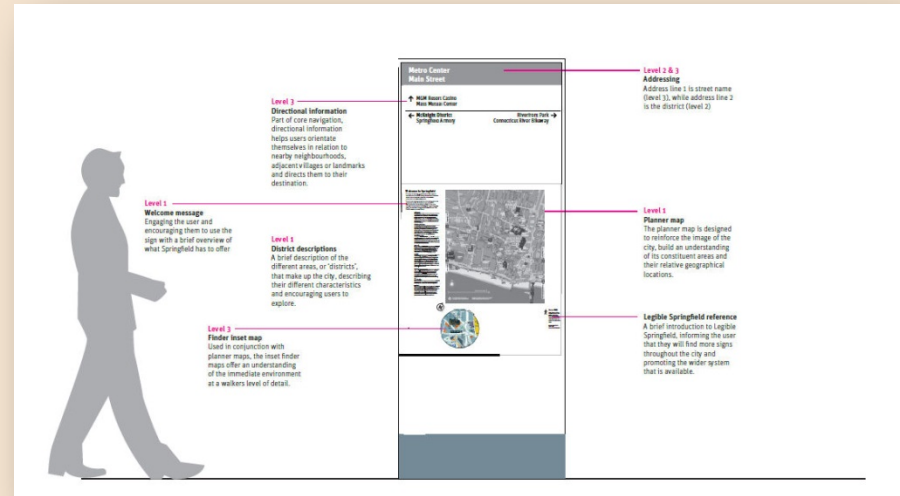 Metro Center
Main Street
MGM Resort Casino
Mass Mutual Center
McKnight District
Springfield Armory
Riverfront Park
Connecticut River Bikeway
Level 3
Directional information
Part of core navigation,
directional information
helps users orientate
themselves in relation to
nearby neighbourhoods,
adjacent villages or landmarks
and directs them to their
destination.
Level 1
Welcome message
Engaging the user and
encouraging them to use the
sign with a brief overview of
what Springfield has to offer
Level 1
District descriptions
A brief description of the
different areas, or 'districts',
that make up the city, describing
their different characteristics
and encouraging users to
explore.
Level 3
Finder inset map
Used in conjunction with
planner maps, the inset finder
maps offer an understanding
of the immediate environment
at a walkers level of detail.
Level 2 & 3
Addressing
Address line 1 is street name
(level 3), while address line 2
is the district (level 2)
Level 1
Planner map
The planner map is designed
to reinforce the image of the
city, build an understanding
of its constituent areas and
their relative geographical
locations.
Legible Springfield reference
A brief introduction to Legible
Springfield, informing the user
that they will find more signs
throughout the city and
promoting the wider system
that is available.
Welcome to Springfield